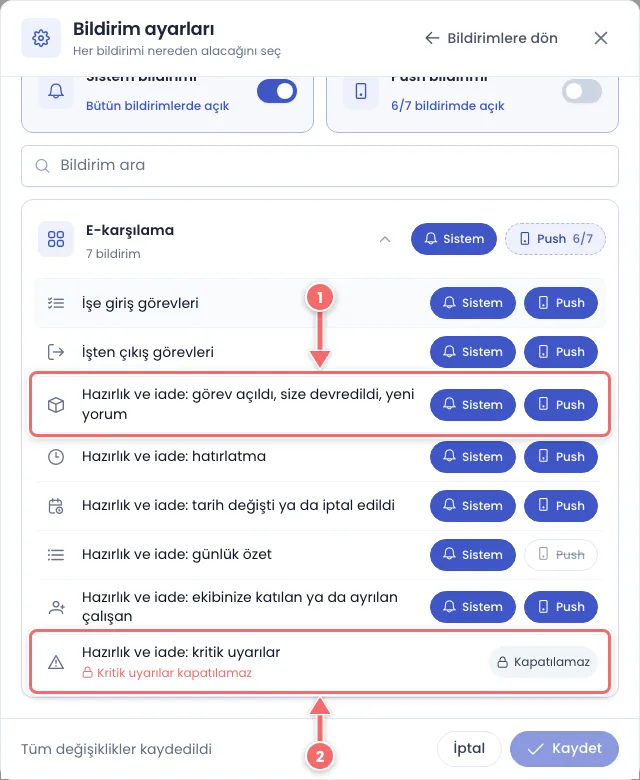 Bildirim ayarları
Her bildirimi nereden alacağını seç
Bildirimlere dön
Sistem bildirimi
Bütün bildirimlerde açık
Push bildirimi
6/7 bildirimde açık
Bildirim ara
E-karşılama
7 bildirim
Sistem
Push 6/7
İşe giriş görevleri
Sistem
Push
1
İşten çıkış görevleri
Sistem
Push
Hazırlık ve iade: görev açıldı, size devredildi, yeni
yorum
Sistem
Push
Hazırlık ve iade: hatırlatma
Sistem
Push
Hazırlık ve iade: tarih değişti ya da iptal edildi
Sistem
Push
Hazırlık ve iade: günlük özet
Sistem
Push
Hazırlık ve iade: ekibinize katılan ya da ayrılan
çalışan
Sistem
Push
Hazırlık ve iade: kritik uyarılar
Kritik uyarılar kapatılamaz
Kapatılamaz
2
Tüm değişiklikler kaydedildi
İptal
Kaydet